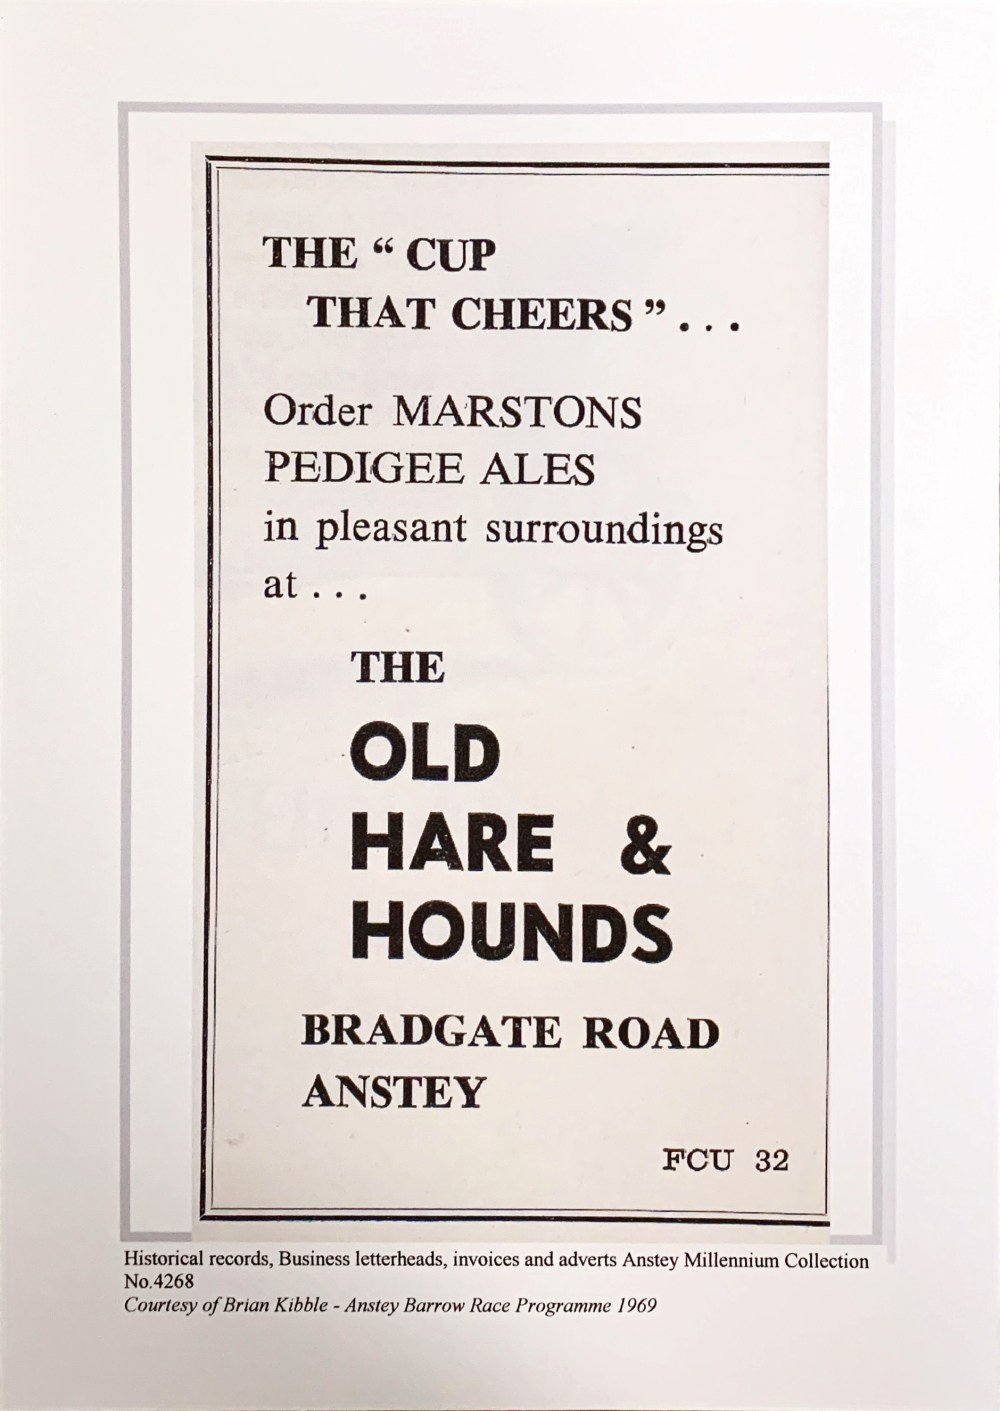 THE “ CUP
THAT CHEERS ” . . .
Order MARSTONS
PEDIGEE ALES
in pleasant surroundings
at . . .
THE
OLD
HARE &
HOUNDS
BRADGATE ROAD
ANSTEY
FCU 32
Historical records, Business letterheads, invoices and adverts Anstey Millennium Collection
No.4268
Courtesy of Brian Kibble - Anstey Barrow Race Programme 1969